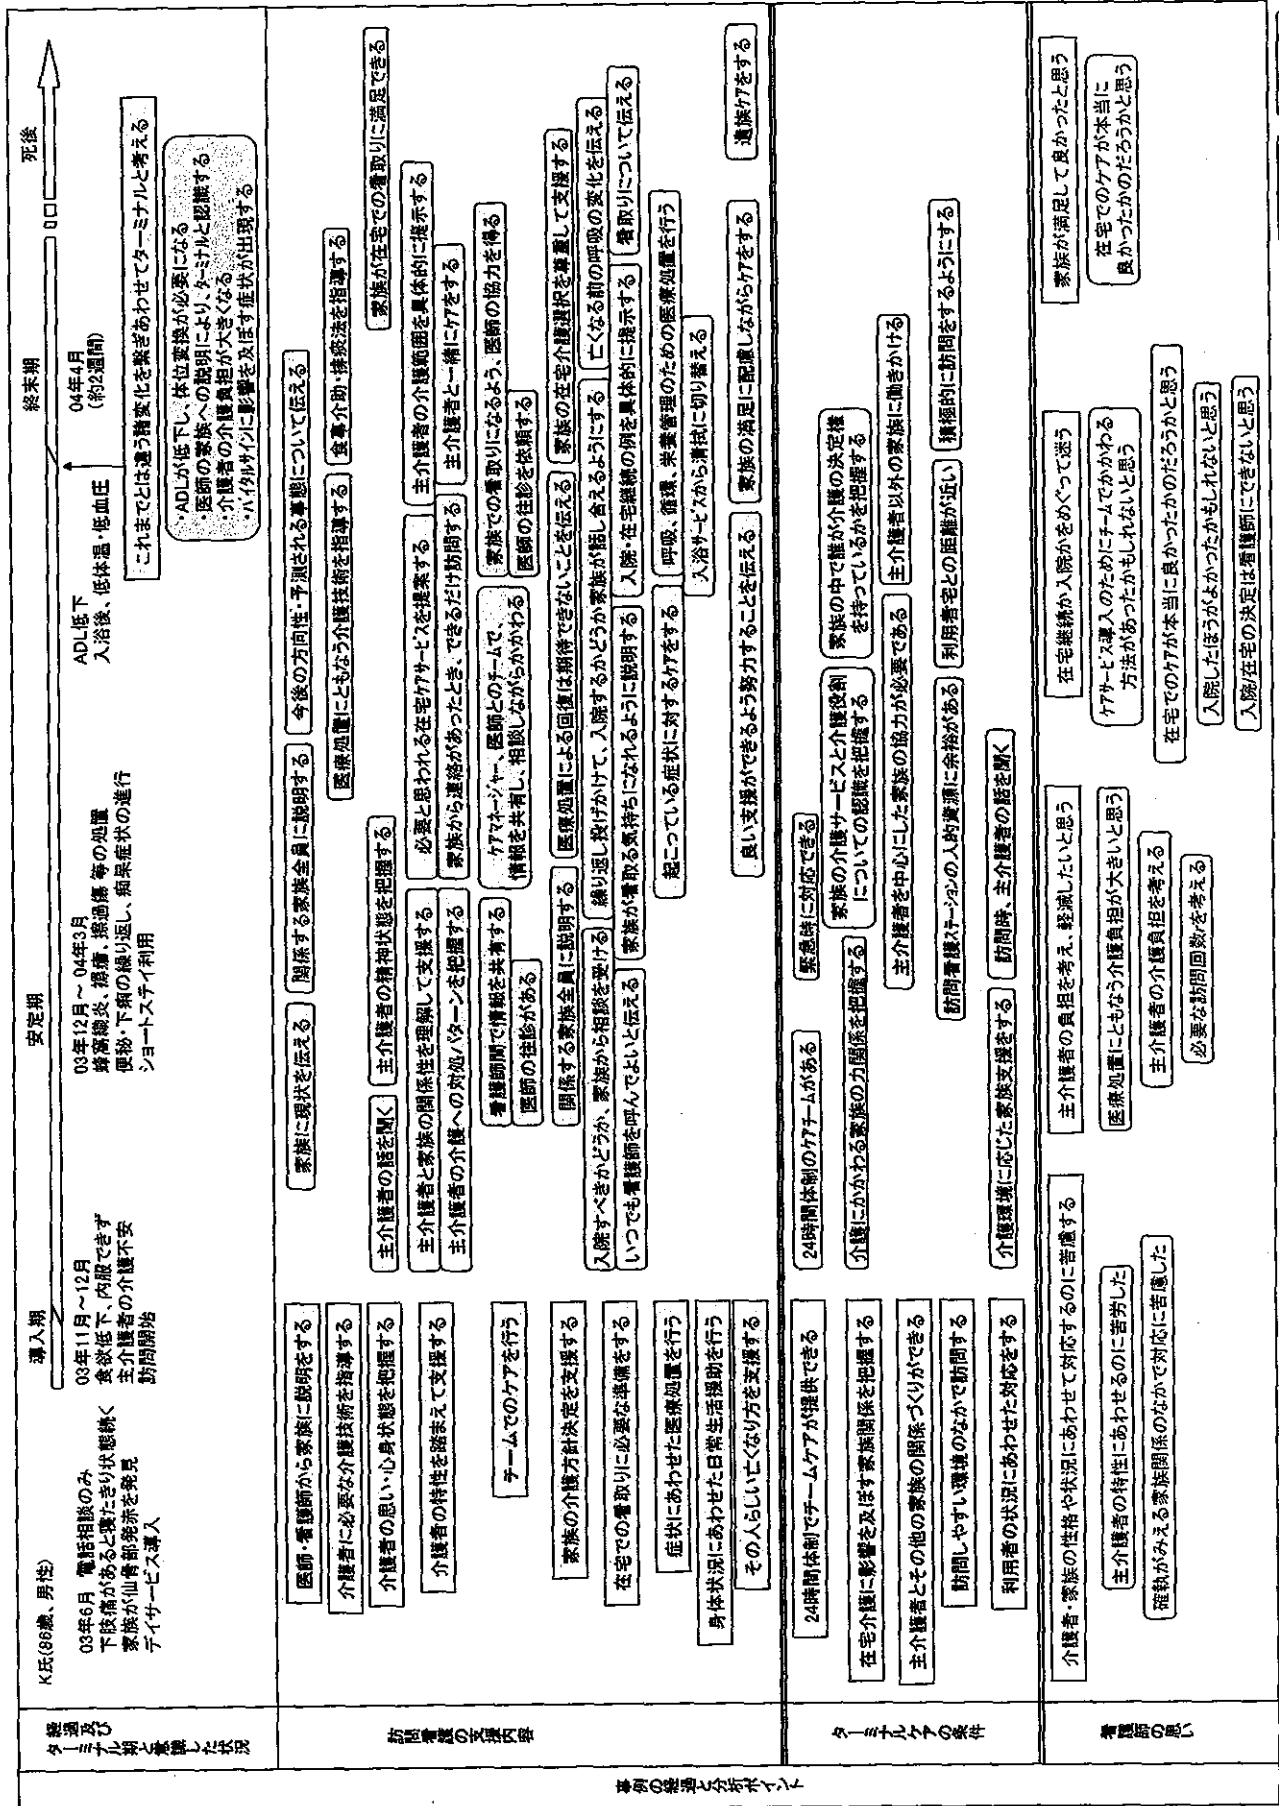 事例の経過と分析ポイント
経過及び
ターミナル期と意識した状況
K氏(86歳、男性)
導入期
安定期
終末期
死後
03年6月 電話相談のみ
下肢痛があると寝たきり状態続く
家族が仙骨部発赤を発見
デイサービス導入
03年11月～12月
食欲低下、内服できず
主介護者の介護不安
訪問開始
03年12月～04年3月
蜂窩織炎、褥瘡、擦過傷 等の処置
便秘・下痢の繰り返し、痴呆症状の進行
ショートステイ利用
ADL低下
入浴後、低体温・低血圧
04年4月
(約2週間)
これまでとは違う諸変化を繋ぎあわせてターミナルと考える
・ADLが低下し、体位変換が必要になる
・医師の家族への説明により、ターミナルと認識する
・介護者の介護負担が大きくなる
・バイタルサインに影響を及ぼす症状が出現する
訪問看護の支援内容
医師・看護師から家族に説明をする
家族に現状を伝える
関係する家族全員に説明する
今後の方向性・予測される事態について伝える
介護者に必要な介護技術を指導する
医療処置にともなう介護技術を指導する
食事介助・排痰法を指導する
介護者の思い・心身状態を把握する
主介護者の話を聞く
主介護者の精神状態を把握する
家族が在宅での看取りに満足できる
介護者の特性を踏まえて支援する
主介護者と家族の関係性を理解して支援する
必要と思われる在宅ケアサービスを提案する
主介護者の介護範囲を具体的に提示する
主介護者の介護への対処パターンを把握する
家族から連絡があったとき、できるだけ訪問する
主介護者と一緒にケアをする
チームでのケアを行う
看護師間で情報を共有する
ケアマネージャー、医師とのチームで、
情報を共有し、相談しながらかかわる
家族での看取りになるよう、医師の協力を得る
医師の往診がある
医師の往診を依頼する
家族の介護方針決定を支援する
関係する家族全員に説明する
医療処置による回復は期待できないことを伝える
家族の在宅介護選択を尊重して支援する
入院すべきかどうか、家族から相談を受ける
繰り返し投げかけて、入院するかどうか家族が話し合えるようにする
亡くなる前の呼吸の変化を伝える
在宅での看取りに必要な準備をする
いつでも看護師を呼んでよいと伝える
家族が看取る気持ちになれるように説明する
入院・在宅継続の例を具体的に提示する
看取りについて伝える
症状にあわせた医療処置を行う
起こっている症状に対するケアをする
呼吸、循環、栄養管理のための医療処置を行う
身体状況にあわせた日常生活援助を行う
入浴サービスから清拭に切り替える
その人らしい亡くなり方を支援する
良い支援ができるよう努力することを伝える
家族の満足に配慮しながらケアをする
遺族ケアをする
ターミナルケアの条件
24時間体制でチームケアが提供できる
24時間体制のケアチームがある
緊急時に対応できる
在宅介護に影響を及ぼす家族関係を把握する
介護にかかわる家族の力関係を把握する
家族の介護サービスと介護役割
についての認識を把握する
家族の中で誰が介護の決定権
を持っているかを把握する
主介護者とその他の家族の関係づくりができる
主介護者を中心にした家族の協力が必要である
主介護者以外の家族に働きかける
訪問しやすい環境のなかで訪問する
訪問看護ステーションの人的資源に余裕がある
利用者宅との距離が近い
積極的に訪問をするようにする
利用者の状況にあわせた対応をする
介護環境に応じた家族支援をする
訪問時、主介護者の話を聞く
看護師の思い
介護者・家族の性格や状況にあわせて対応するのに苦慮する
主介護者の負担を考え、軽減したいと思う
在宅継続か入院かをめぐって迷う
家族が満足して良かったと思う
主介護者の特性にあわせるのに苦労した
医療処置にともなう介護負担が大きいと思う
ケアサービス導入のためにチームでかかわる
方法があったかもしれないと思う
在宅でのケアが本当に
良かったかのだろうかと思う
確執がみえる家族関係のなかで対応に苦慮した
主介護者の介護負担を考える
在宅でのケアが本当に良かったかのだろうかと思う
必要な訪問回数rを考える
入院したほうがよかったかもしれないと思う
入院/在宅の決定は看護師にできないと思う